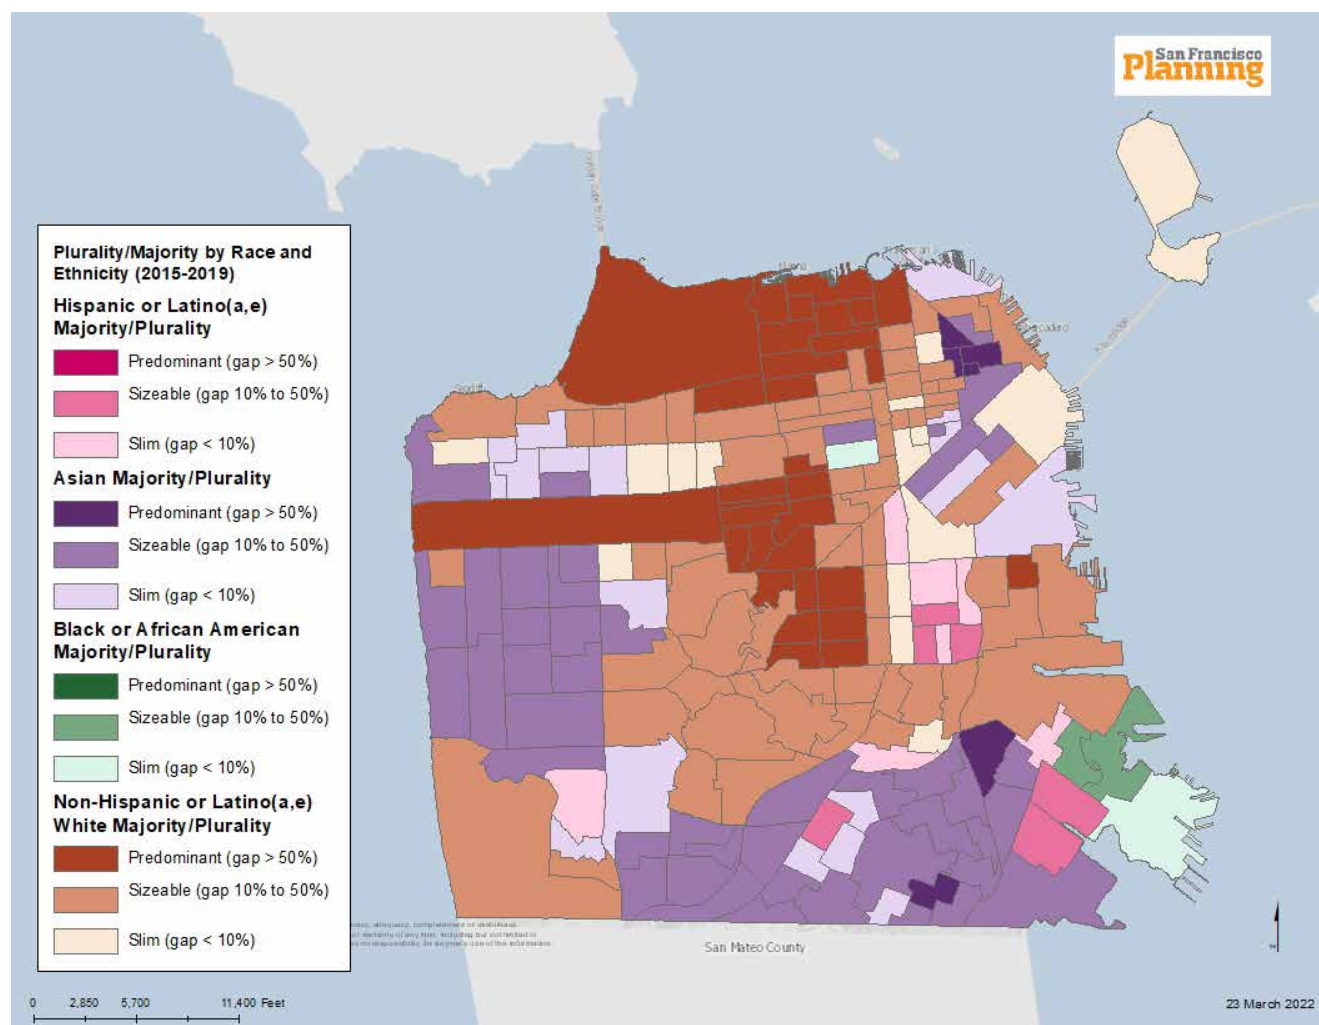 San Francisco
Planning
Plurality/Majority by Race and
Ethnicity (2015-2019)
Hispanic or Latino(a,e)
Majority/Plurality
Predominant (gap > 50%)
Sizeable (gap 10% to 50%)
Slim (gap < 10%)
Asian Majority/Plurality
Predominant (gap > 50%)
Sizeable (gap 10% to 50%)
Slim (gap < 10%)
Black or African American
Majority/Plurality
Predominant (gap > 50%)
Sizeable (gap 10% to 50%)
Slim (gap < 10%)
Non-Hispanic or Latino(a,e)
White Majority/Plurality
Predominant (gap > 50%)
Sizeable (gap 10% to 50%)
Slim (gap < 10%)
San Mateo County
0 2,850 5,700 11,400 Feet
23 March 2022